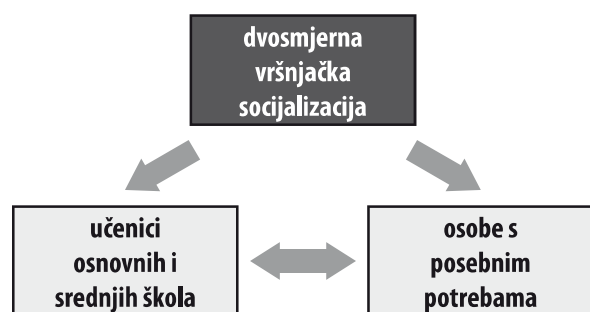 dvosmjerna
vršnjačka
socijalizacija
učenici
osnovnih i
srednjih škola
osobe s
posebnim
potrebama